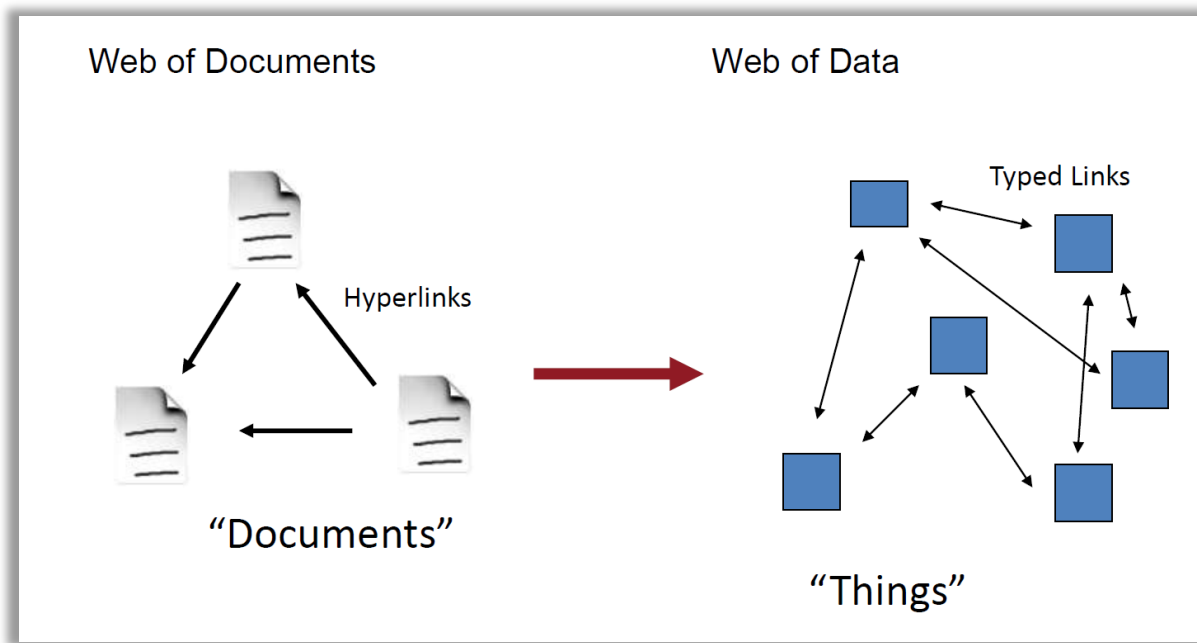 Web of Documents
Web of Data
Typed Links
Hyperlinks
“Documents”
“Things”